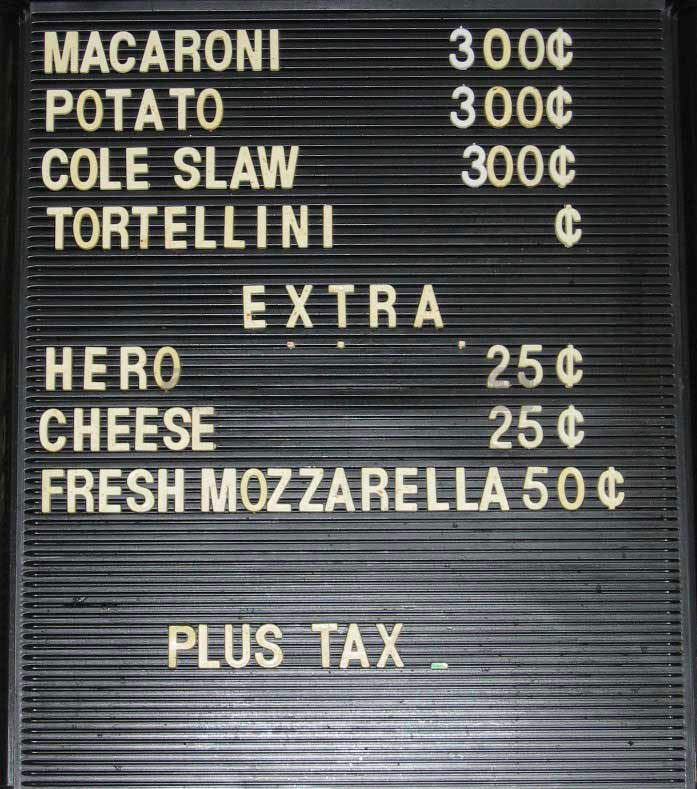 MACARONI 300¢
POTATO 300¢
COLE SLAW 300¢
TORTELLINI ¢
EXTRA
HERO 25¢
CHEESE 25¢
FRESH MOZZARELLA 50¢
PLUS TAX